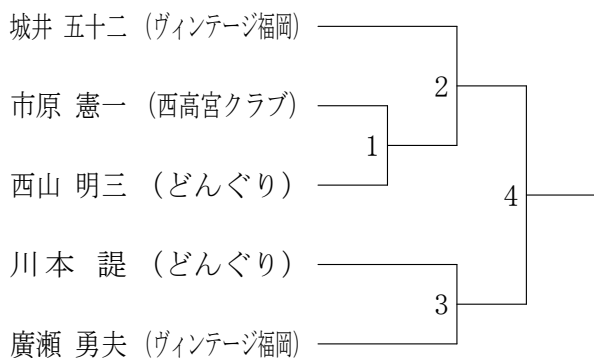 城井 五十二 (ヴィンテージ福岡)
2
市原 憲一 (西高宮クラブ)
1
西山 明三 (どんぐり)
4
川本 諟 (どんぐり)
3
廣瀬 勇夫 (ヴィンテージ福岡)